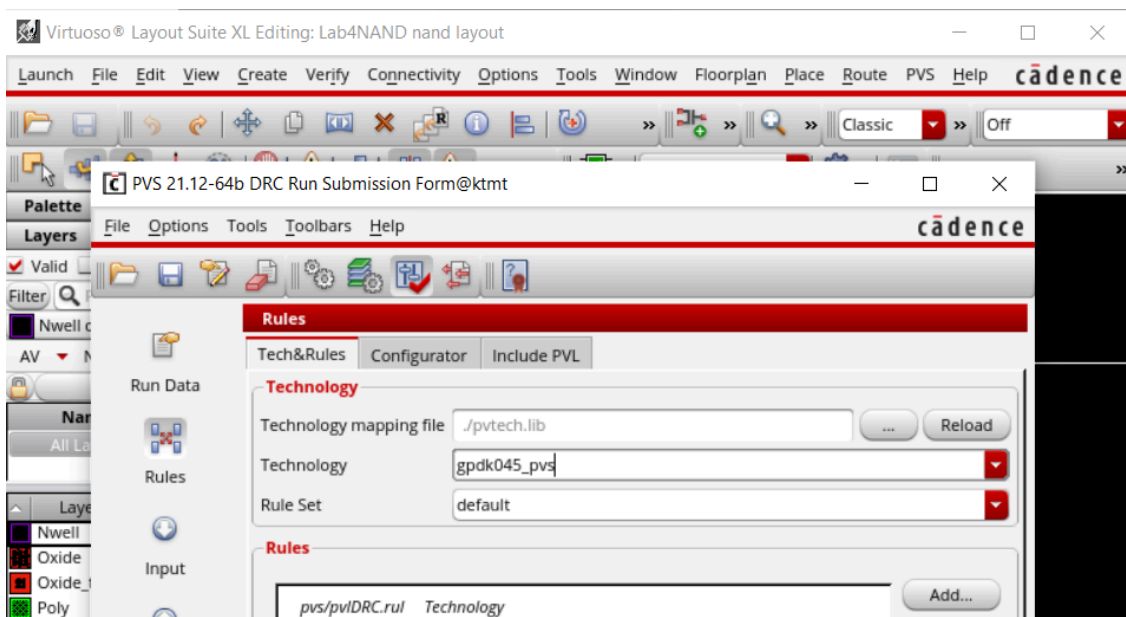 Virtuoso® Layout Suite XL Editing: Lab4NAND nand layout
Launch File Edit View Create Verify Connectivity Options Tools Window Floorplan Place Route PVS Help cādence
R » » » Classic » Off
»
PVS 21.12-64b DRC Run Submission Form@ktmt
Palette
File Options Tools Toolbars Help cādence
Layers
Valid
Filter
Rules
Nwell
Tech&Rules Configurator Include PVL
AV
Run Data
Technology
Technology mapping file ./pvtech.lib ... Reload
All
Technology gpdk045_pvs
Rules
Rule Set default
Nwell
Rules
Oxide
Input
Oxide_
Add...
Poly
pvs/pvlDRC.rul Technology